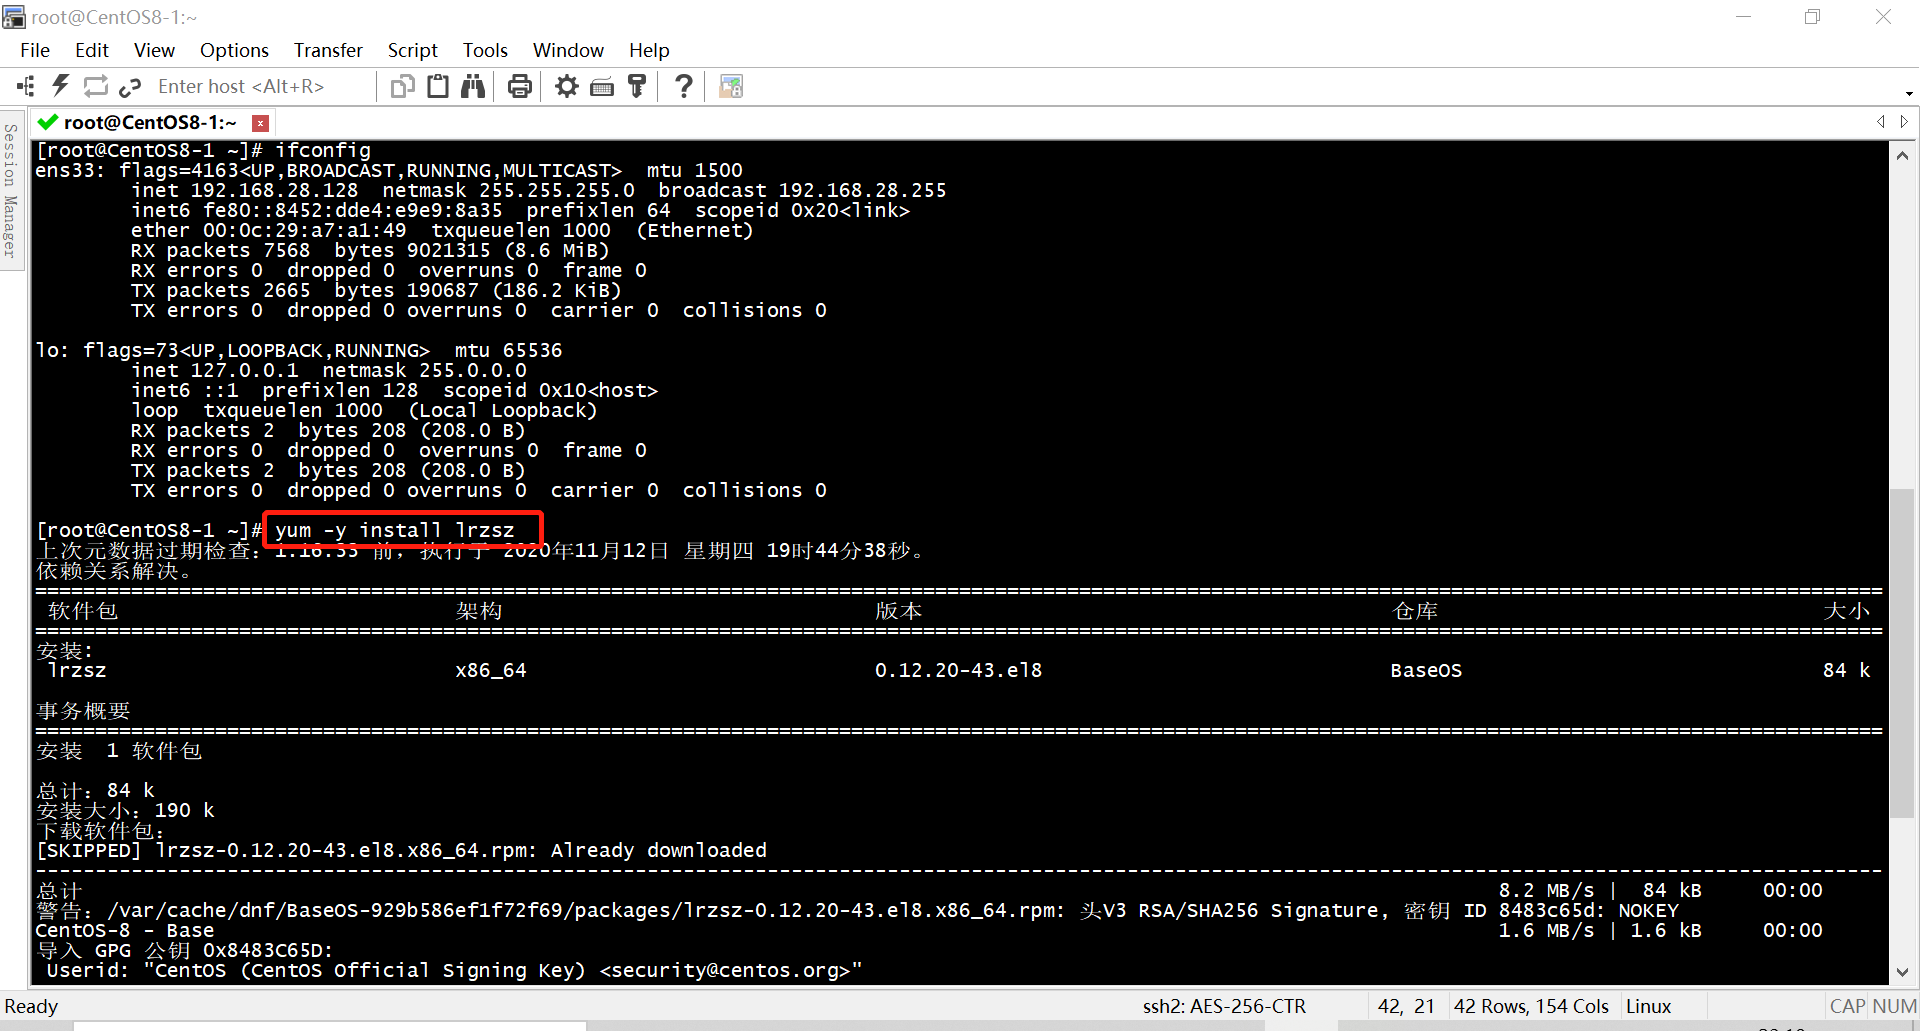 root@CentOS8-1:~
File Edit View Options Transfer Script Tools Window Help
Enter host <Alt+R>
root@CentOS8-1:~
Session Manager
[root@CentOS8-1 ~]# ifconfig
ens33: flags=4163<UP,BROADCAST,RUNNING,MULTICAST>  mtu 1500
inet 192.168.28.128  netmask 255.255.255.0  broadcast 192.168.28.255
inet6 fe80::8452:dde4:e9e9:8a35  prefixlen 64  scopeid 0x20<link>
ether 00:0c:29:a7:a1:49  txqueuelen 1000  (Ethernet)
RX packets 7568  bytes 9021315 (8.6 MiB)
RX errors 0  dropped 0  overruns 0  frame 0
TX packets 2665  bytes 190687 (186.2 KiB)
TX errors 0  dropped 0 overruns 0  carrier 0  collisions 0
lo: flags=73<UP,LOOPBACK,RUNNING>  mtu 65536
inet 127.0.0.1  netmask 255.0.0.0
inet6 ::1  prefixlen 128  scopeid 0x10<host>
loop  txqueuelen 1000  (Local Loopback)
RX packets 2  bytes 208 (208.0 B)
RX errors 0  dropped 0  overruns 0  frame 0
TX packets 2  bytes 208 (208.0 B)
TX errors 0  dropped 0 overruns 0  carrier 0  collisions 0
[root@CentOS8-1 ~]# yum -y install lrzsz
上次元数据过期检查：1:16:33 前，执行于 2020年11月12日 星期四 19时44分38秒。
依赖关系解决。
================================================================================
软件包 架构 版本 仓库 大小
================================================================================
安装:
lrzsz x86_64 0.12.20-43.el8 BaseOS 84 k
事务概要
================================================================================
安装  1 软件包
总计：84 k
安装大小：190 k
下载软件包：
[SKIPPED] lrzsz-0.12.20-43.el8.x86_64.rpm: Already downloaded
--------------------------------------------------------------------------------
总计 8.2 MB/s |  84 kB     00:00
警告：/var/cache/dnf/BaseOS-929b586ef1f72f69/packages/lrzsz-0.12.20-43.el8.x86_64.rpm: 头V3 RSA/SHA256 Signature, 密钥 ID 8483c65d: NOKEY
CentOS-8 - Base 1.6 MB/s | 1.6 kB     00:00
导入 GPG 公钥 0x8483C65D:
Userid: "CentOS (CentOS Official Signing Key) <security@centos.org>"
Ready ssh2: AES-256-CTR 42, 21 42 Rows, 154 Cols Linux CAP NUM